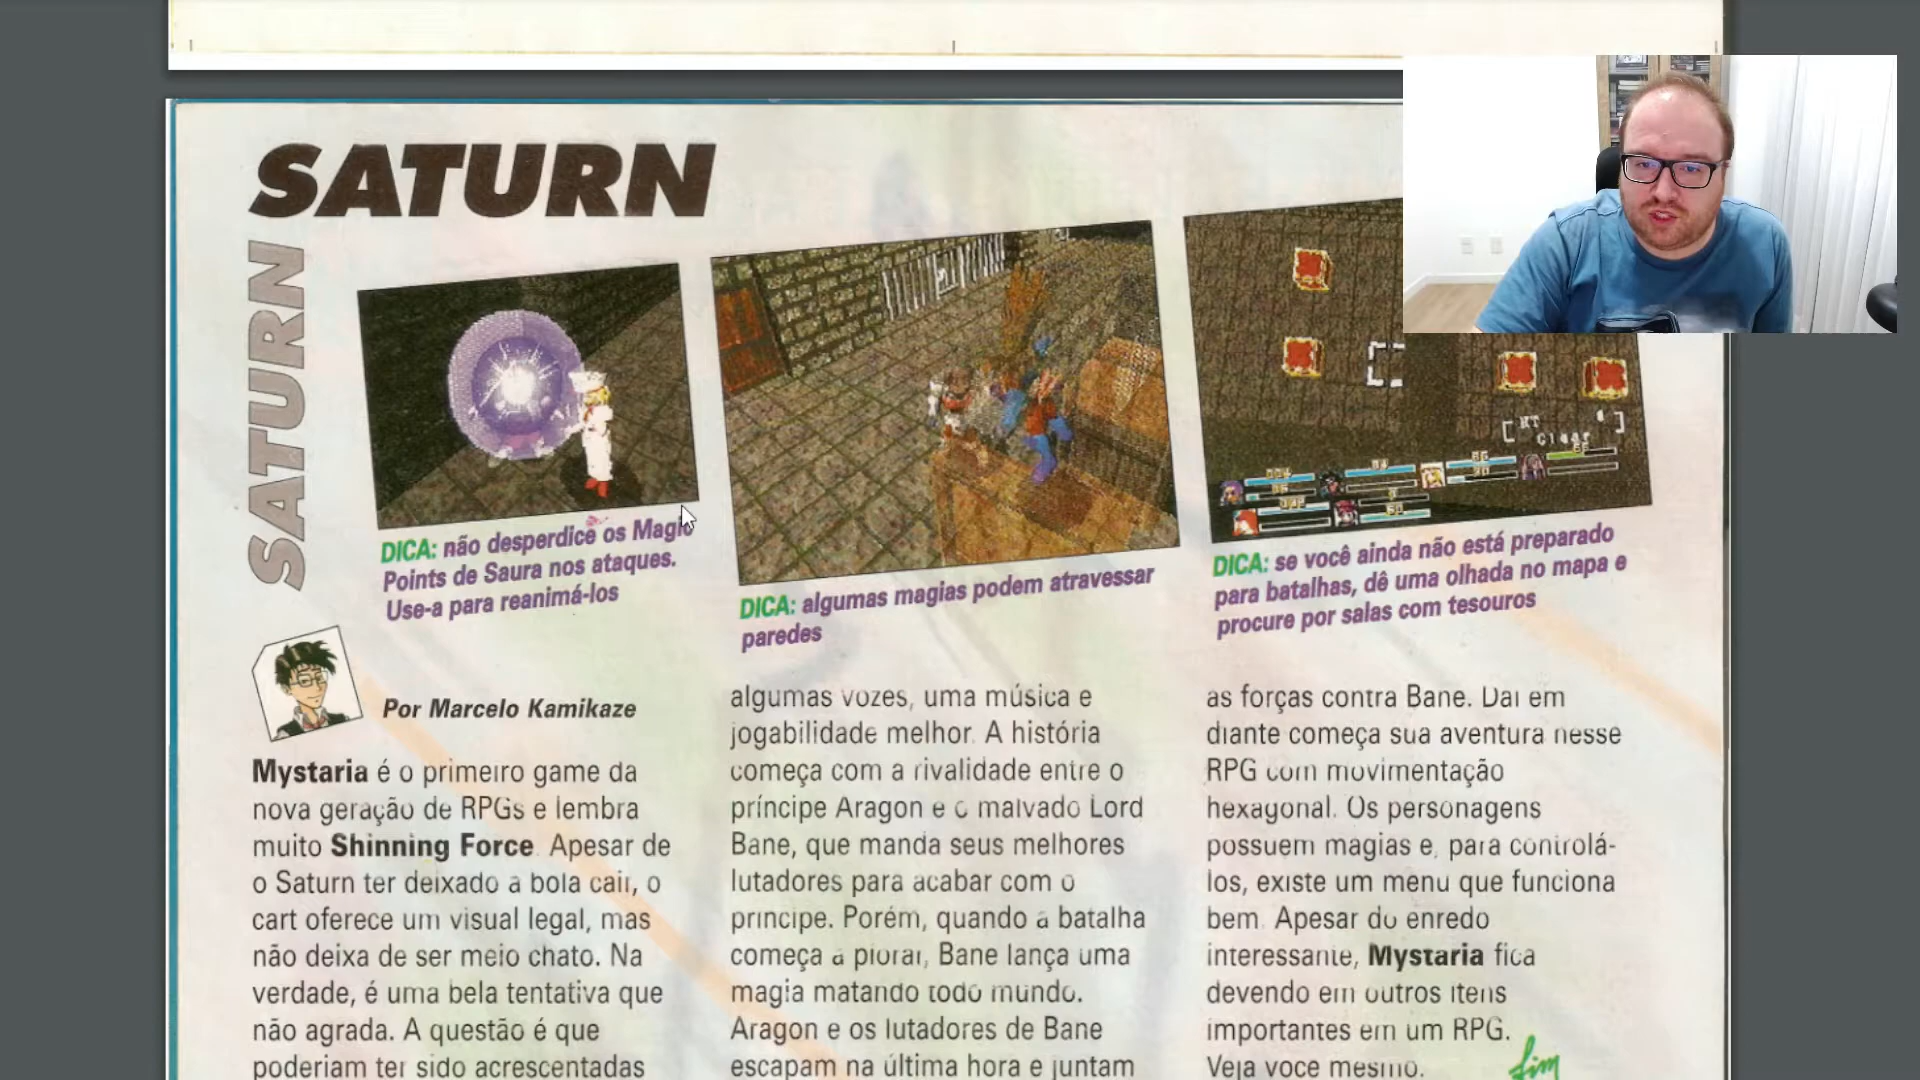 SATURN
SATURN
DICA: não desperdice os Magic
Points de Saura nos ataques.
Use-a para reanimá-los
DICA: algumas magias podem atravessar
paredes
DICA: se você ainda não está preparado
para batalhas, dê uma olhada no mapa e
procure por salas com tesouros
Por Marcelo Kamikaze
Mystaria é o primeiro game da
nova geração de RPGs e lembra
muito Shinning Force. Apesar de
o Saturn ter deixado a bola cair, o
cart oferece um visual legal, mas
não deixa de ser meio chato. Na
verdade, é uma bela tentativa que
não agrada. A questão é que
poderiam ter sido acrescentadas
algumas vozes, uma música e
jogabilidade melhor. A história
começa com a rivalidade entre o
príncipe Aragon e o malvado Lord
Bane, que manda seus melhores
lutadores para acabar com o
príncipe. Porém, quando a batalha
começa a piorar, Bane lança uma
magia matando todo mundo.
Aragon e os lutadores de Bane
escapam na última hora e juntam
as forças contra Bane. Daí em
diante começa sua aventura nesse
RPG com movimentação
hexagonal. Os personagens
possuem magias e, para controlá-
los, existe um menu que funciona
bem. Apesar do enredo
interessante, Mystaria fica
devendo em outros itens
importantes em um RPG.
Veja você mesmo.
fim